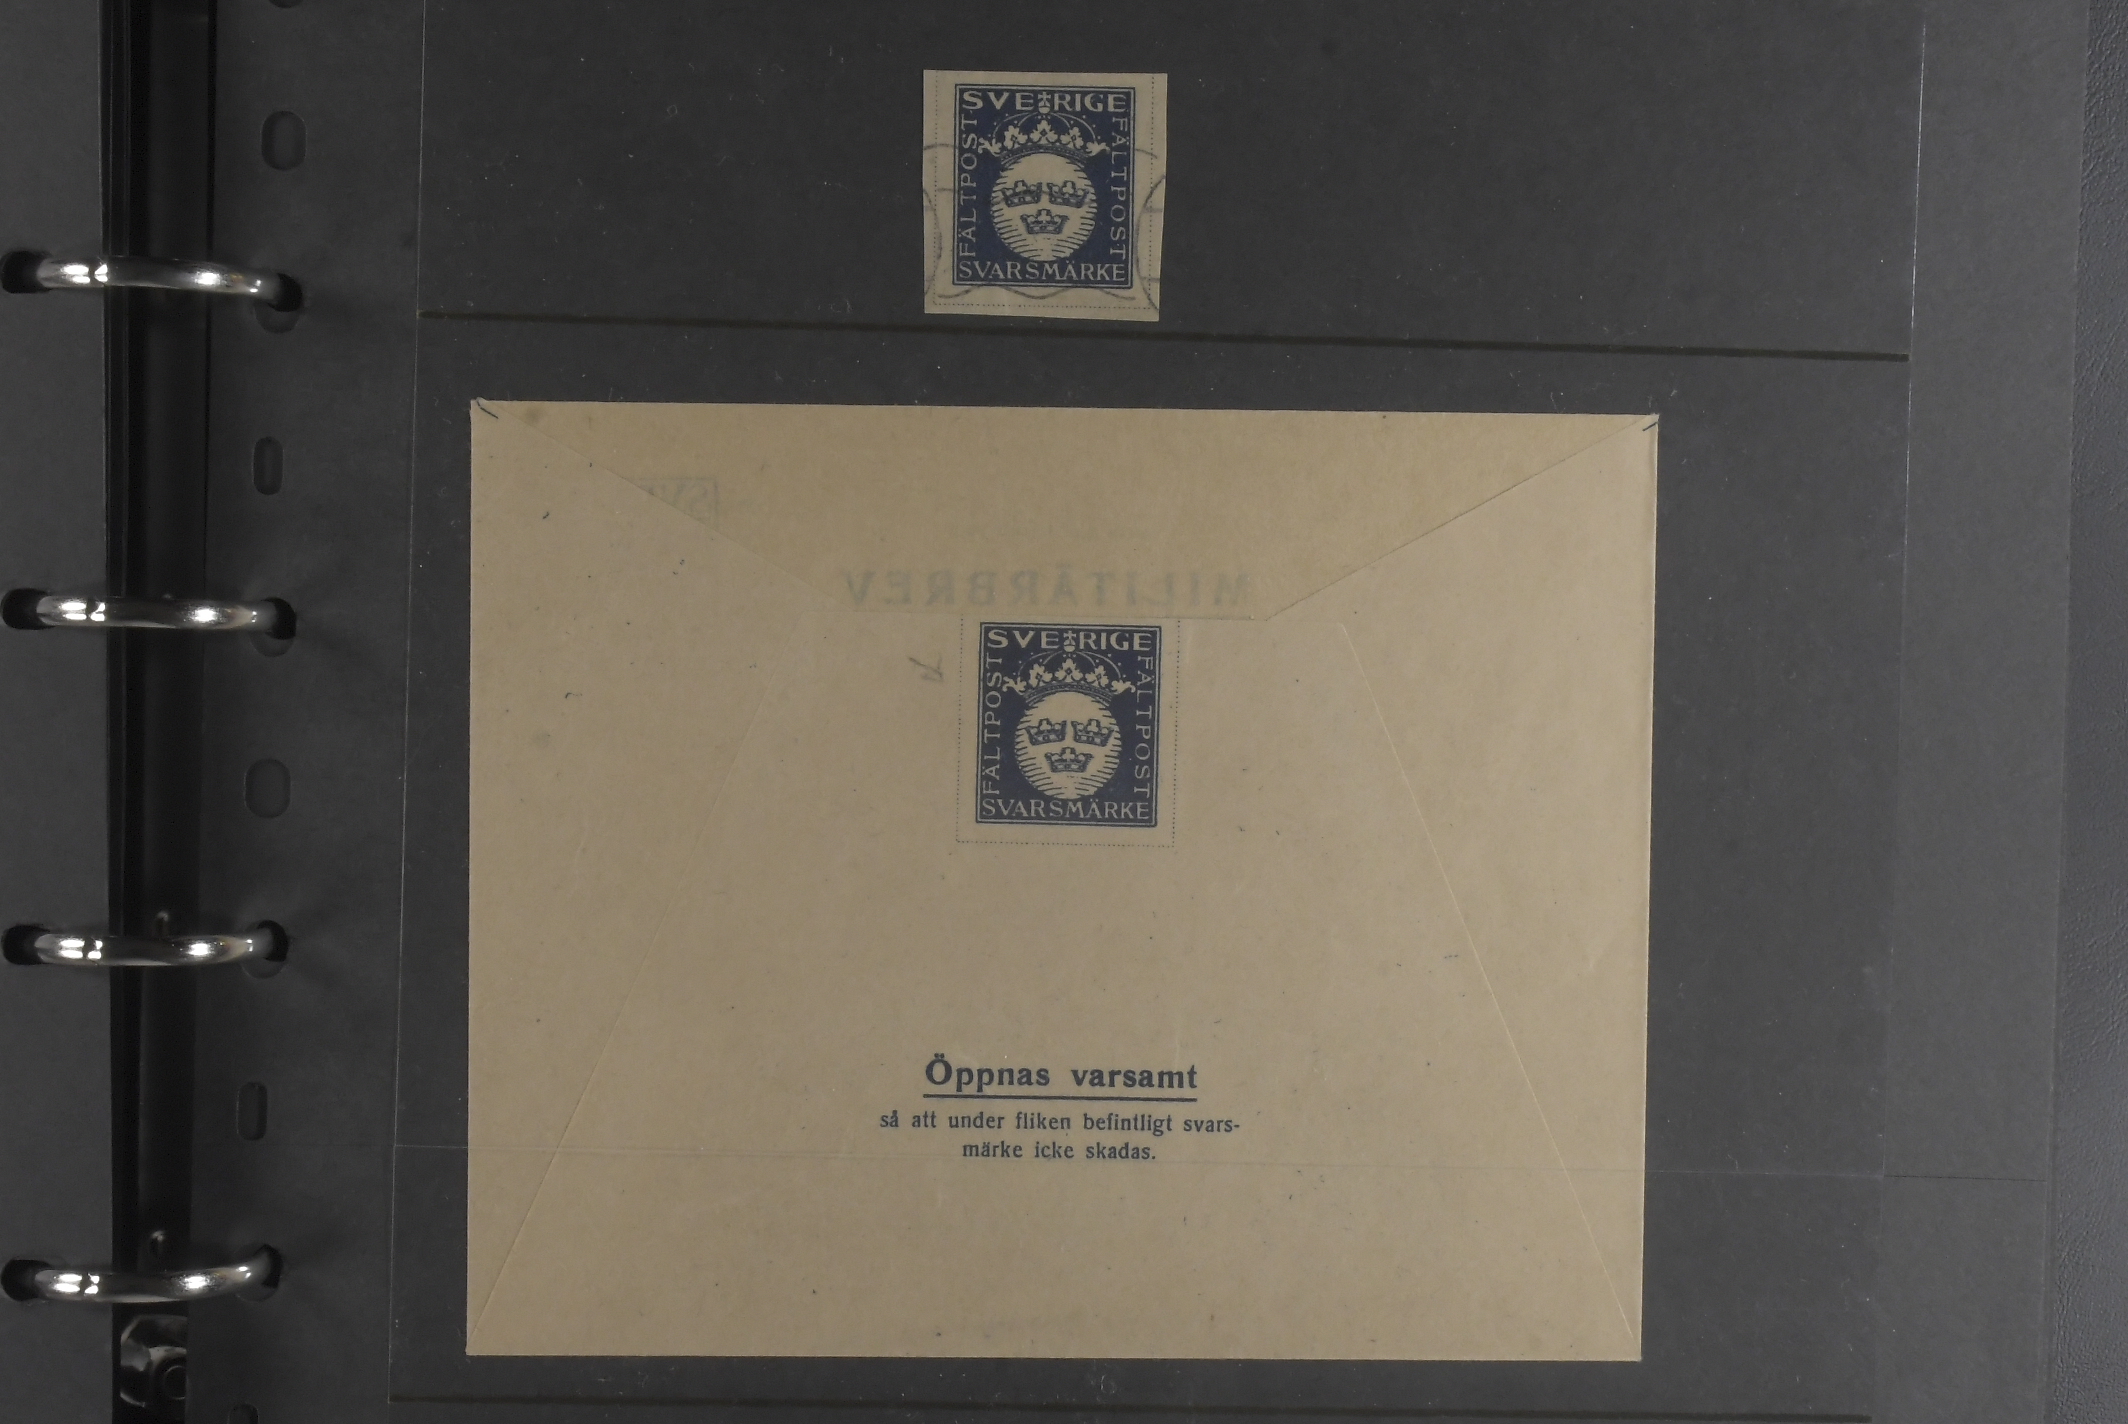 SVERIGE
FÄLTPOST
FÄLTPOST
SVARSMÄRKE
MILITÄRBREV
SVERIGE
FÄLTPOST
FÄLTPOST
SVARSMÄRKE
Öppnas varsamt
så att under fliken befintligt svars-
märke icke skadas.